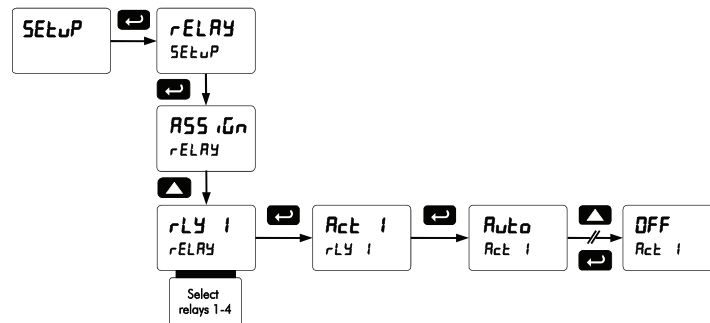 SEtuP
rELAY
SEtuP
ASSiGn
rELAY
rLY 1
rELAY
Act 1
rLY 1
Auto
Act 1
OFF
Act 1
Select
relays 1-4